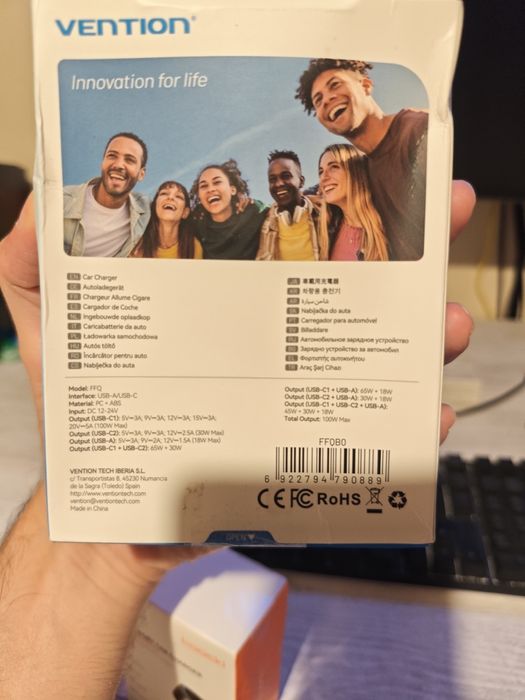 VENTION®
Innovation for life
EN Car Charger
DE Autoladegerät
FR Chargeur Allume Cigare
ES Cargador de Coche
NL Ingebouwde oplaadkop
IT Caricabatterie da auto
PL Ładowarka samochodowa
HU Autós töltő
RO Încărcător pentru auto
CS Nabíječka do auta
JA 車載用充電器
KR 차량용 충전기
AR شاحن سيارة
SK Nabíjačka do auta
PT Carregador para automóvel
SV Billaddare
RU Автомобильное зарядное устройство
BG Зарядно устройство за автомобил
EL Φορτιστής αυτοκινήτου
TR Araç Şarj Cihazı
Model: FFQ
Interface: USB-A/USB-C
Material: PC + ABS
Input: DC 12-24V
Output (USB-C1): 5V⎓3A; 9V⎓3A; 12V⎓3A; 15V⎓3A;
20V⎓5A (100W Max)
Output (USB-C2): 5V⎓3A; 9V⎓3A; 12V⎓2.5A (30W Max)
Output (USB-A): 5V⎓3A; 9V⎓2A; 12V⎓1.5A (18W Max)
Output (USB-C1 + USB-C2): 65W + 30W
Output (USB-C1 + USB-A): 65W + 18W
Output (USB-C2 + USB-A): 30W + 18W
Output (USB-C1 + USB-C2 + USB-A):
45W + 30W + 18W
Total Output: 100W Max
VENTION TECH IBERIA S.L.
c/ Transportistas 8, 45230 Numancia
de la Sagra (Toledo) Spain
http://www.ventiontech.com
vention@ventiontech.com
Made in China
FFQB0
6 922794 790889
CE FC RoHS
OPEN